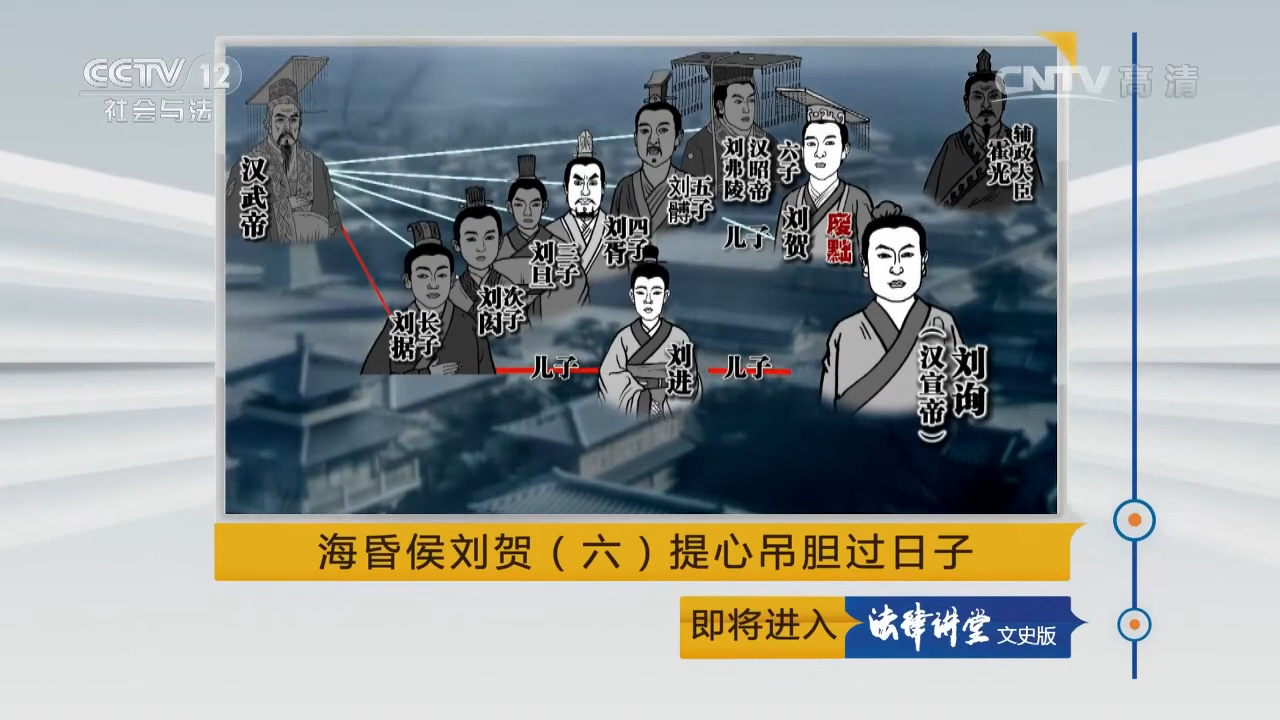 CCTV 12
社会与法
CNTV 高清
汉武帝
长子
刘据
次子
刘闳
三子
刘旦
四子
刘胥
五子
刘髆
六子
汉昭帝
刘弗陵
儿子
刘贺
废黜
辅政大臣
霍光
儿子
刘进
儿子
刘询
（汉宣帝）
海昏侯刘贺（六）提心吊胆过日子
即将进入 法律讲堂 文史版